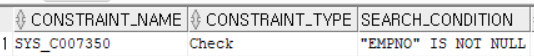 CONSTRAINT_NAME CONSTRAINT_TYPE SEARCH_CONDITION
1 SYS_C007350 Check "EMPNO" IS NOT NULL